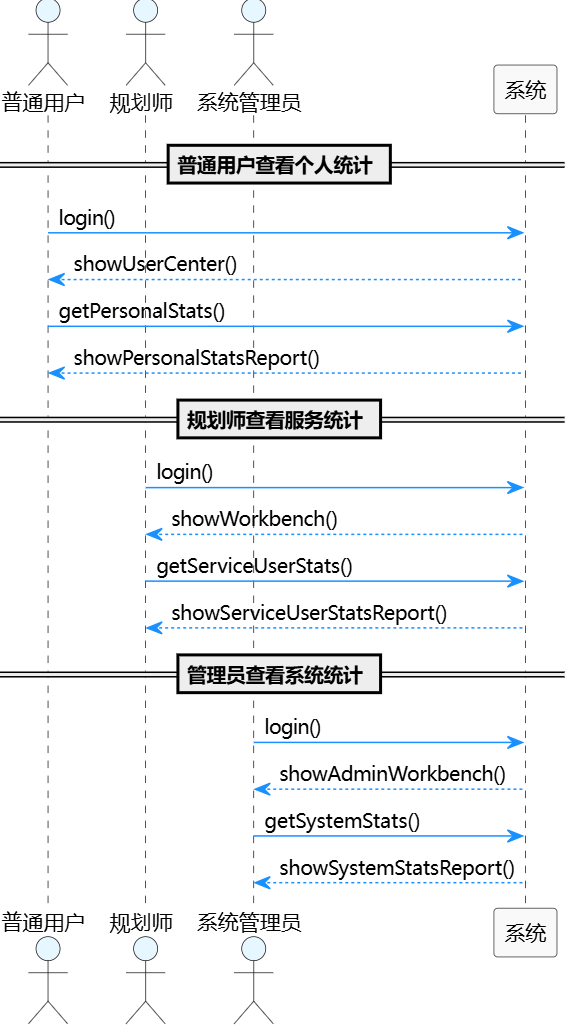 普通用户 规划师 系统管理员 系统
普通用户查看个人统计
login()
showUserCenter()
getPersonalStats()
showPersonalStatsReport()
规划师查看服务统计
login()
showWorkbench()
getServiceUserStats()
showServiceUserStatsReport()
管理员查看系统统计
login()
showAdminWorkbench()
getSystemStats()
showSystemStatsReport()
普通用户 规划师 系统管理员 系统